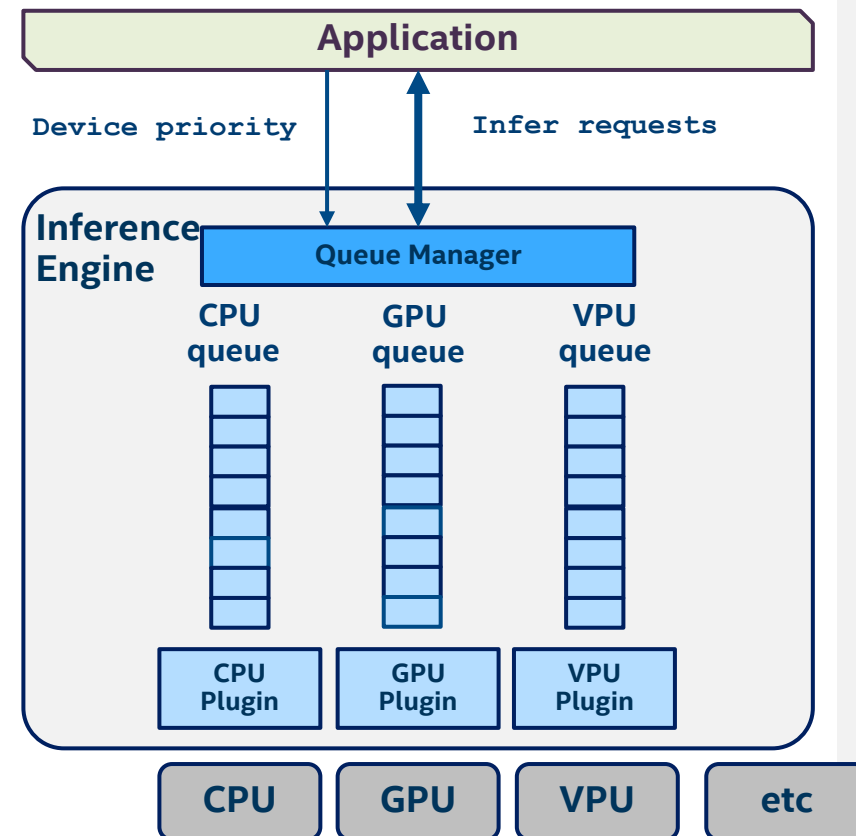 Application
Device priority
Infer requests
Inference
Engine
Queue Manager
CPU
queue
GPU
queue
VPU
queue
CPU
Plugin
GPU
Plugin
VPU
Plugin
CPU
GPU
VPU
etc